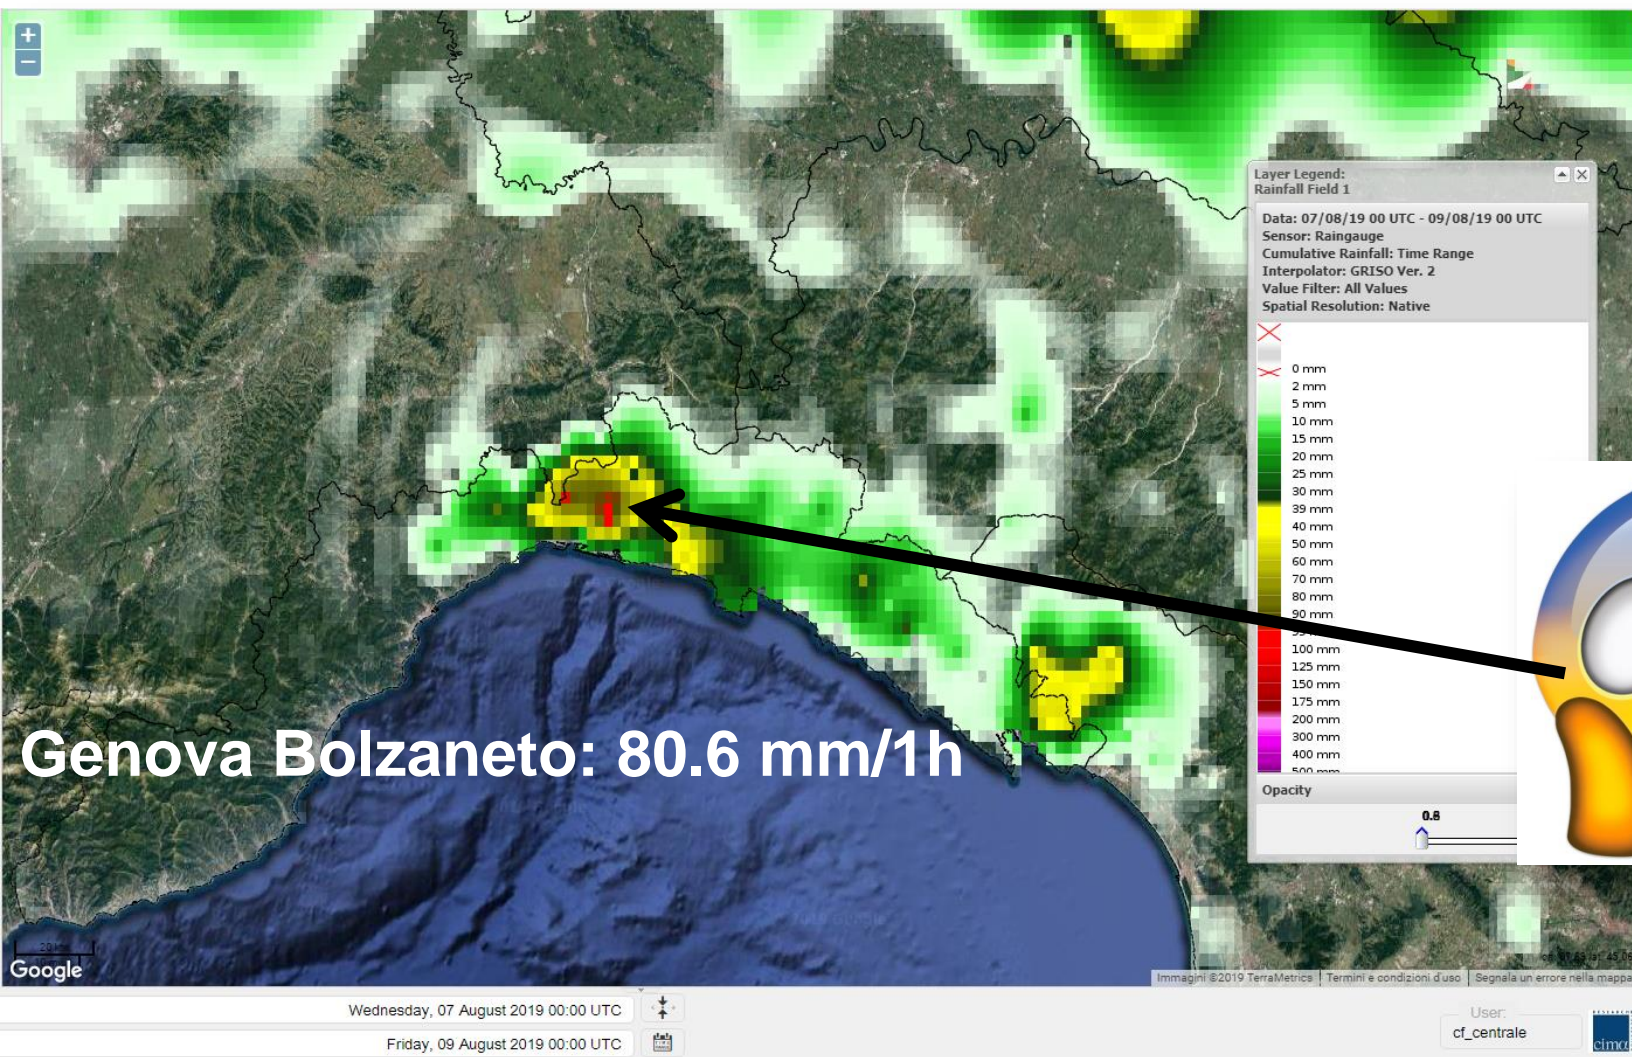 +
−
Layer Legend:
Rainfall Field 1
Data: 07/08/19 00 UTC - 09/08/19 00 UTC
Sensor: Raingauge
Cumulative Rainfall: Time Range
Interpolator: GRISO Ver. 2
Value Filter: All Values
Spatial Resolution: Native
0 mm
2 mm
5 mm
10 mm
15 mm
20 mm
25 mm
30 mm
39 mm
40 mm
50 mm
60 mm
70 mm
80 mm
90 mm
100 mm
125 mm
150 mm
175 mm
200 mm
300 mm
400 mm
500 mm
Opacity
Genova Bolzaneto: 80.6 mm/1h
Google
Immagini ©2019 TerraMetrics
Termini e condizioni d'uso
Segnala un errore nella mappa
Wednesday, 07 August 2019 00:00 UTC
Friday, 09 August 2019 00:00 UTC
User:
cf_centrale
cima